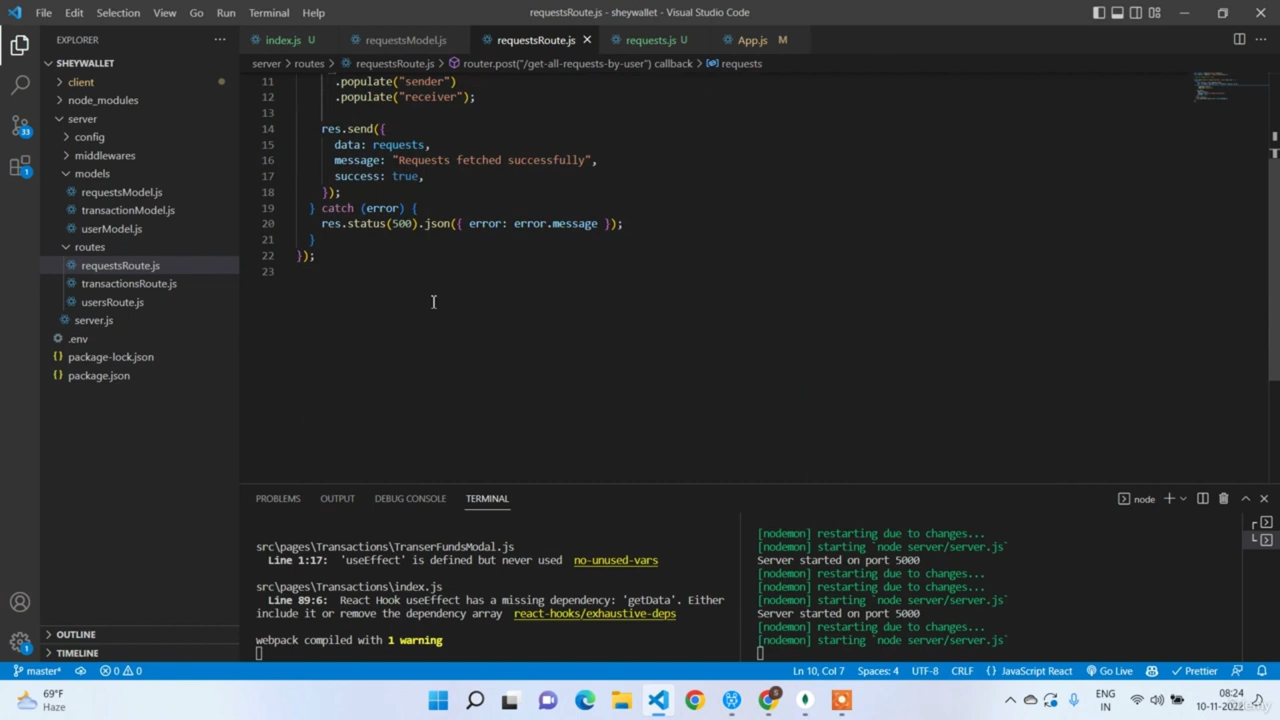 File Edit Selection View Go Run Terminal Help
requestsRoute.js - sheywallet - Visual Studio Code
EXPLORER
SHEYWALLET
client
node_modules
server
config
middlewares
models
requestsModel.js
transactionModel.js
userModel.js
routes
requestsRoute.js
transactionsRoute.js
usersRoute.js
server.js
.env
package-lock.json
package.json
OUTLINE
TIMELINE
33
1
1
index.js U
requestsModel.js
requestsRoute.js
requests.js U
App.js M
server > routes > requestsRoute.js > router.post("/get-all-requests-by-user") callback > requests
11 .populate("sender")
12 .populate("receiver");
13
14 res.send({
15 data: requests,
16 message: "Requests fetched successfully",
17 success: true,
18 });
19 } catch (error) {
20 res.status(500).json({ error: error.message });
21 }
22 });
23
PROBLEMS OUTPUT DEBUG CONSOLE TERMINAL
node
src\pages\Transactions\TranserFundsModal.js
Line 1:17: 'useEffect' is defined but never used no-unused-vars
src\pages\Transactions\index.js
Line 89:6: React Hook useEffect has a missing dependency: 'getData'. Either
include it or remove the dependency array react-hooks/exhaustive-deps
webpack compiled with 1 warning
[nodemon] restarting due to changes...
[nodemon] starting `node server/server.js`
Server started on port 5000
[nodemon] restarting due to changes...
[nodemon] restarting due to changes...
[nodemon] starting `node server/server.js`
Server started on port 5000
[nodemon] restarting due to changes...
[nodemon] starting `node server/server.js`
master* 0 0
Ln 10, Col 7 Spaces: 4 UTF-8 CRLF JavaScript React Go Live Prettier
69°F
Haze
5
ENG
IN
08:24
10-11-2022